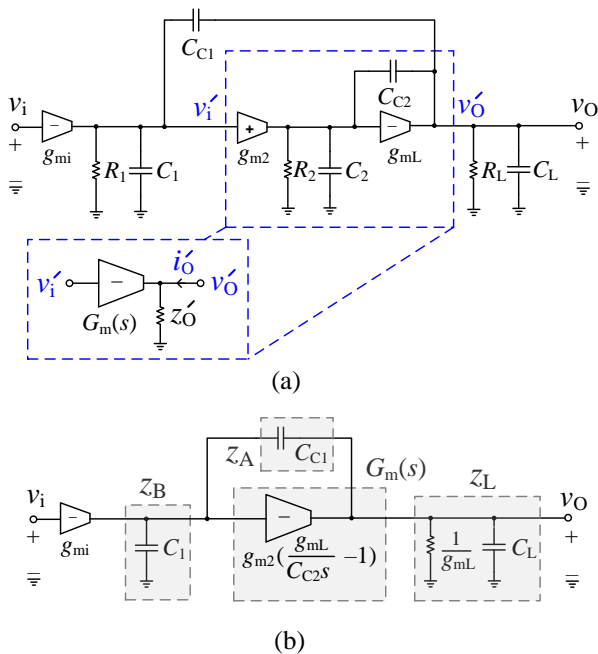 C_C1
v_i v_i′ C_C2 v_O′ v_O
+ − + − +
g_mi g_m2 g_mL
R_1 C_1 R_2 C_2 R_L C_L
v_i′ − i_O′ v_O′
G_m(s) z_O′
(a)
z_A C_C1 G_m(s)
v_i z_B z_L v_O
+ − − +
g_mi C_1 g_m2(g_mL/C_C2s −1) 1/g_mL C_L
(b)